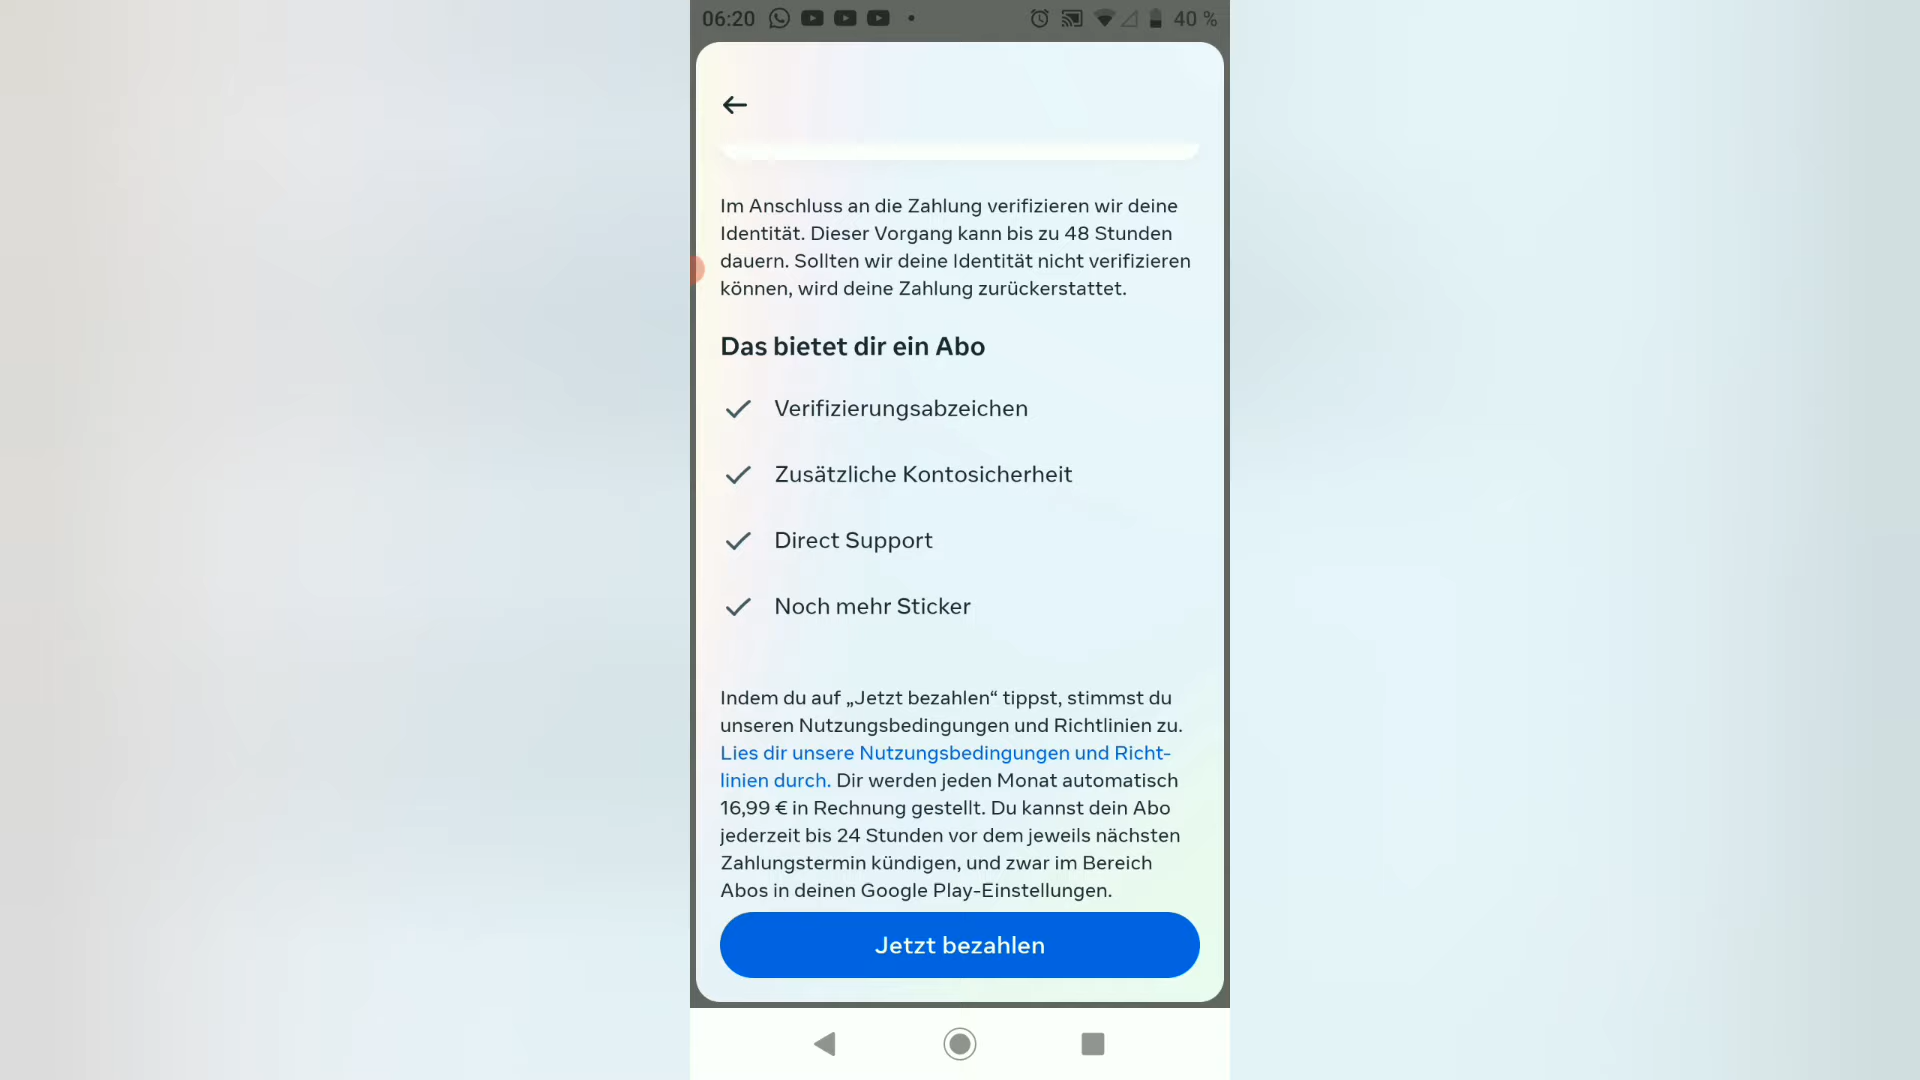 06:20
40 %
Im Anschluss an die Zahlung verifizieren wir deine
Identität. Dieser Vorgang kann bis zu 48 Stunden
dauern. Sollten wir deine Identität nicht verifizieren
können, wird deine Zahlung zurückerstattet.
Das bietet dir ein Abo
Verifizierungsabzeichen
Zusätzliche Kontosicherheit
Direct Support
Noch mehr Sticker
Indem du auf „Jetzt bezahlen“ tippst, stimmst du
unseren Nutzungsbedingungen und Richtlinien zu.
Lies dir unsere Nutzungsbedingungen und Richt-
linien durch. Dir werden jeden Monat automatisch
16,99 € in Rechnung gestellt. Du kannst dein Abo
jederzeit bis 24 Stunden vor dem jeweils nächsten
Zahlungstermin kündigen, und zwar im Bereich
Abos in deinen Google Play-Einstellungen.
Jetzt bezahlen